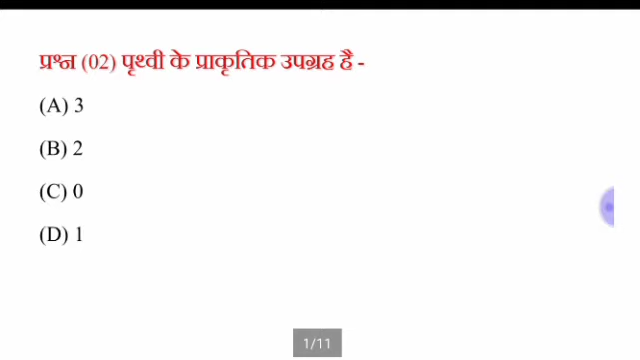 प्रश्न (02) पृथ्वी के प्राकृतिक उपग्रह है -
(A) 3
(B) 2
(C) 0
(D) 1
1/11